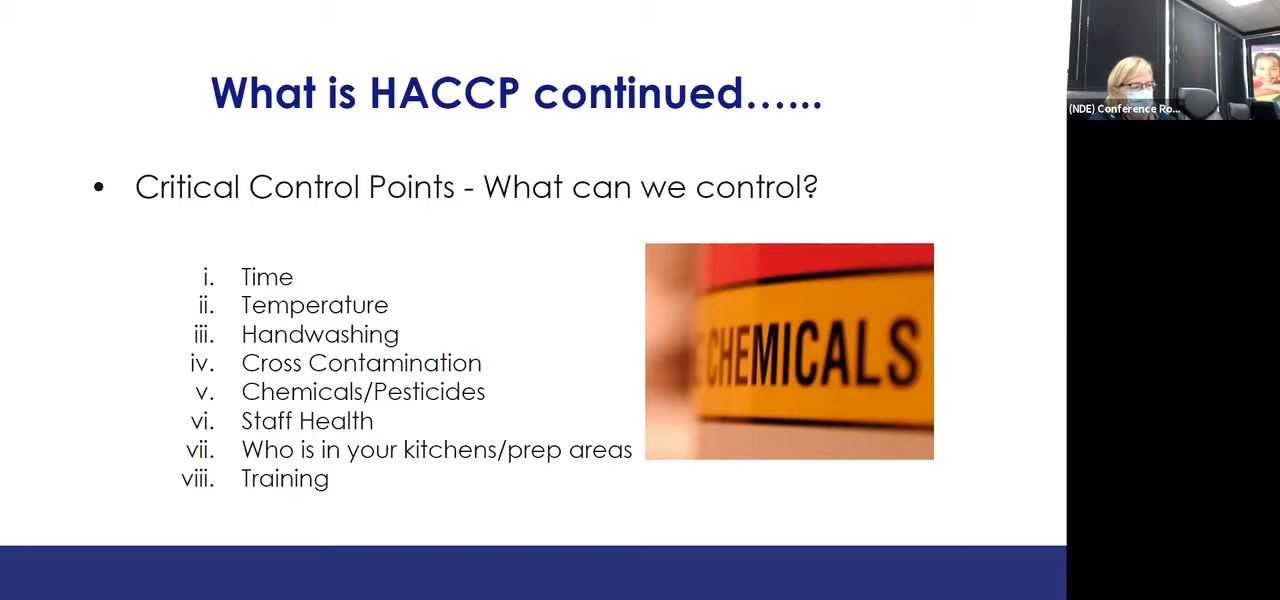 What is HACCP continued…...
• Critical Control Points - What can we control?
i. Time
ii. Temperature
iii. Handwashing
iv. Cross Contamination
v. Chemicals/Pesticides
vi. Staff Health
vii. Who is in your kitchens/prep areas
viii. Training
CHEMICALS
(NDE) Conference Ro...